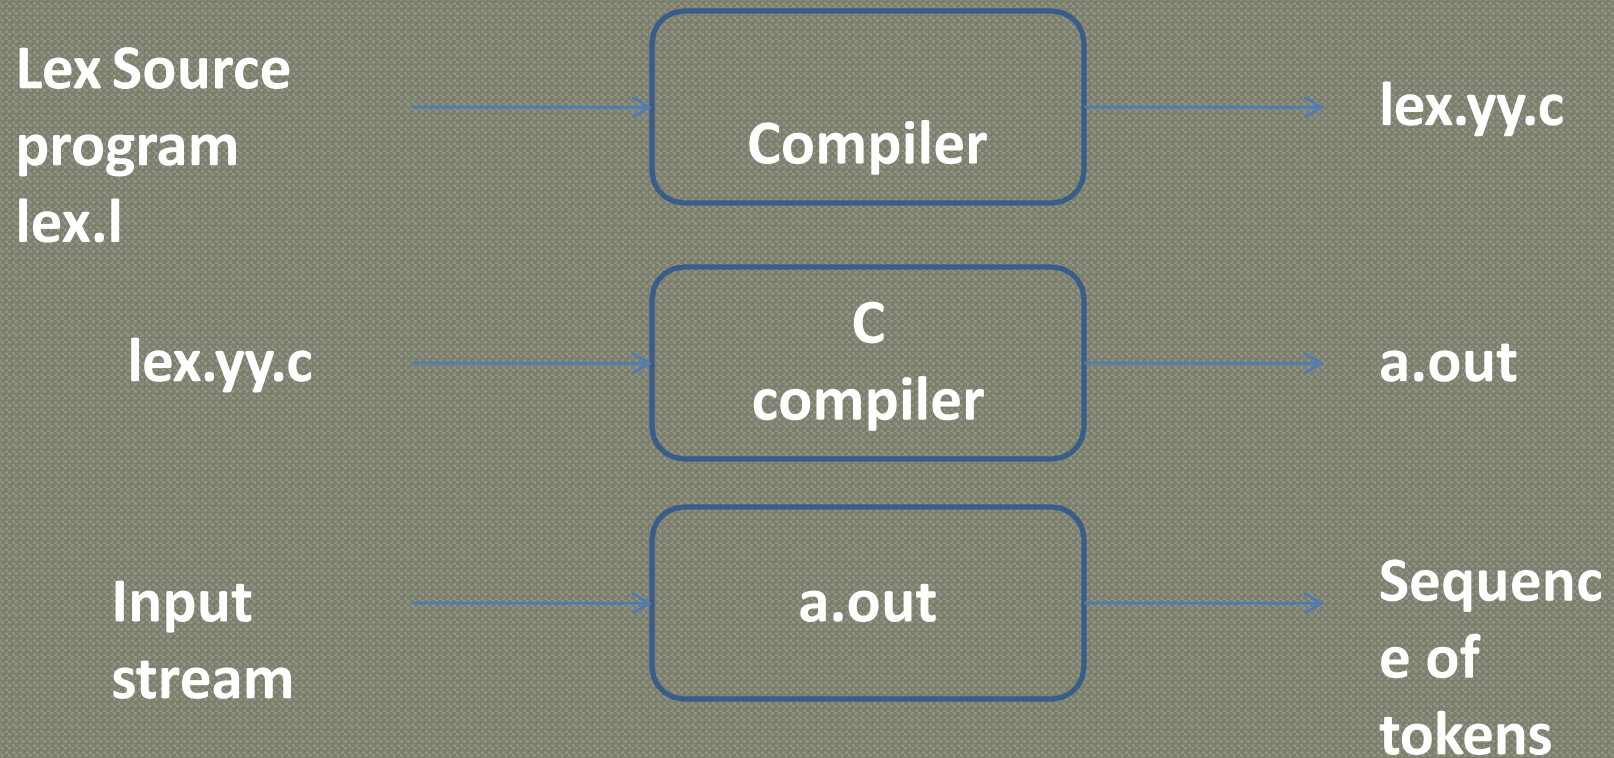 Lex Source
program
lex.l
Compiler
lex.yy.c
lex.yy.c
C
compiler
a.out
Input
stream
a.out
Sequenc
e of
tokens